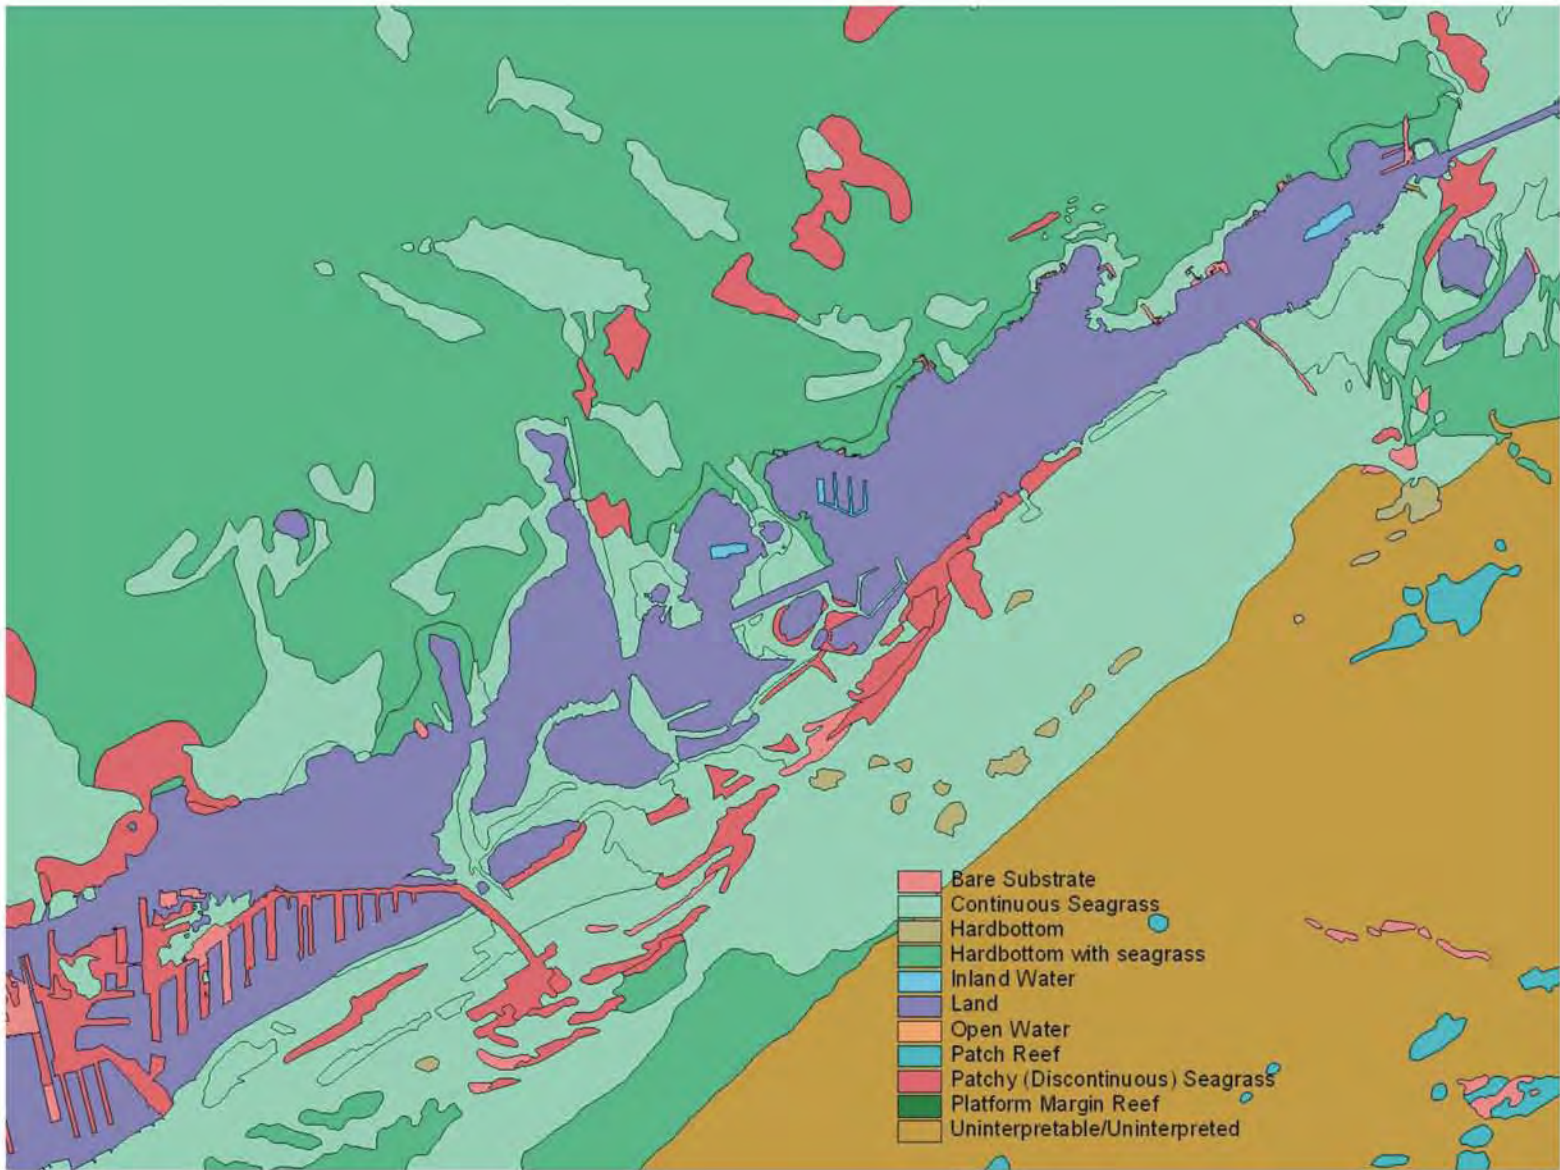 Bare Substrate
Continuous Seagrass
Hardbottom
Hardbottom with seagrass
Inland Water
Land
Open Water
Patch Reef
Patchy (Discontinuous) Seagrass
Platform Margin Reef
Uninterpretable/Uninterpreted